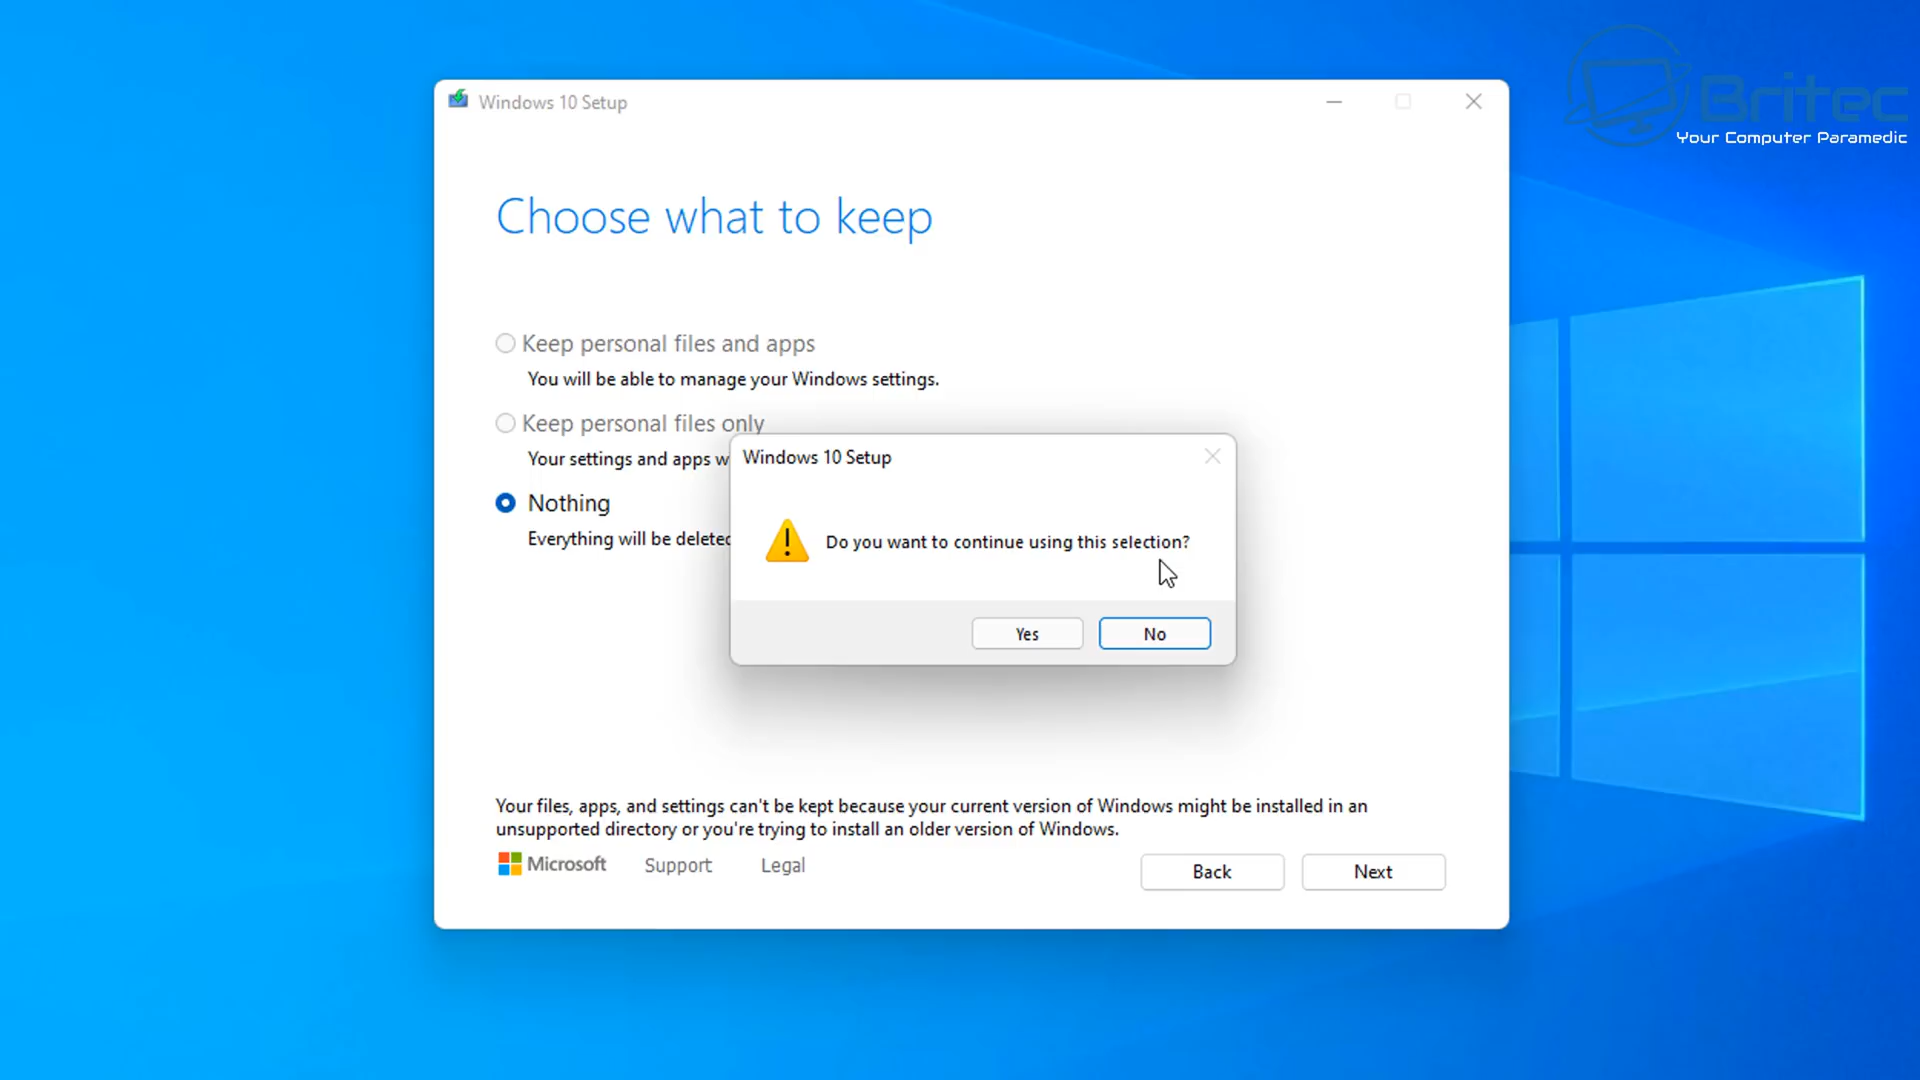 Britec
Your Computer Paramedic
Windows 10 Setup
Choose what to keep
Keep personal files and apps
You will be able to manage your Windows settings.
Keep personal files only
Your settings and apps w
Nothing
Everything will be deleted
Windows 10 Setup
Do you want to continue using this selection?
Yes
No
Your files, apps, and settings can't be kept because your current version of Windows might be installed in an
unsupported directory or you're trying to install an older version of Windows.
Microsoft
Support
Legal
Back
Next